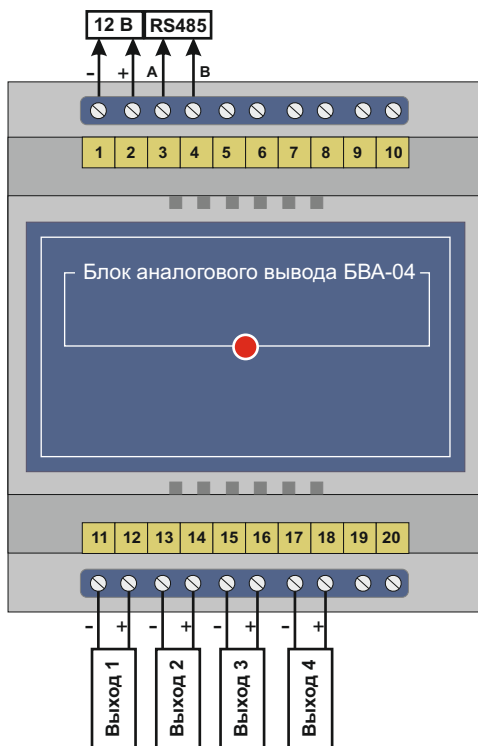 12 В RS485
- + A B
1 2 3 4 5 6 7 8 9 10
Блок аналогового вывода БВА-04
11 12 13 14 15 16 17 18 19 20
- + - + - + - +
Выход 1 Выход 2 Выход 3 Выход 4